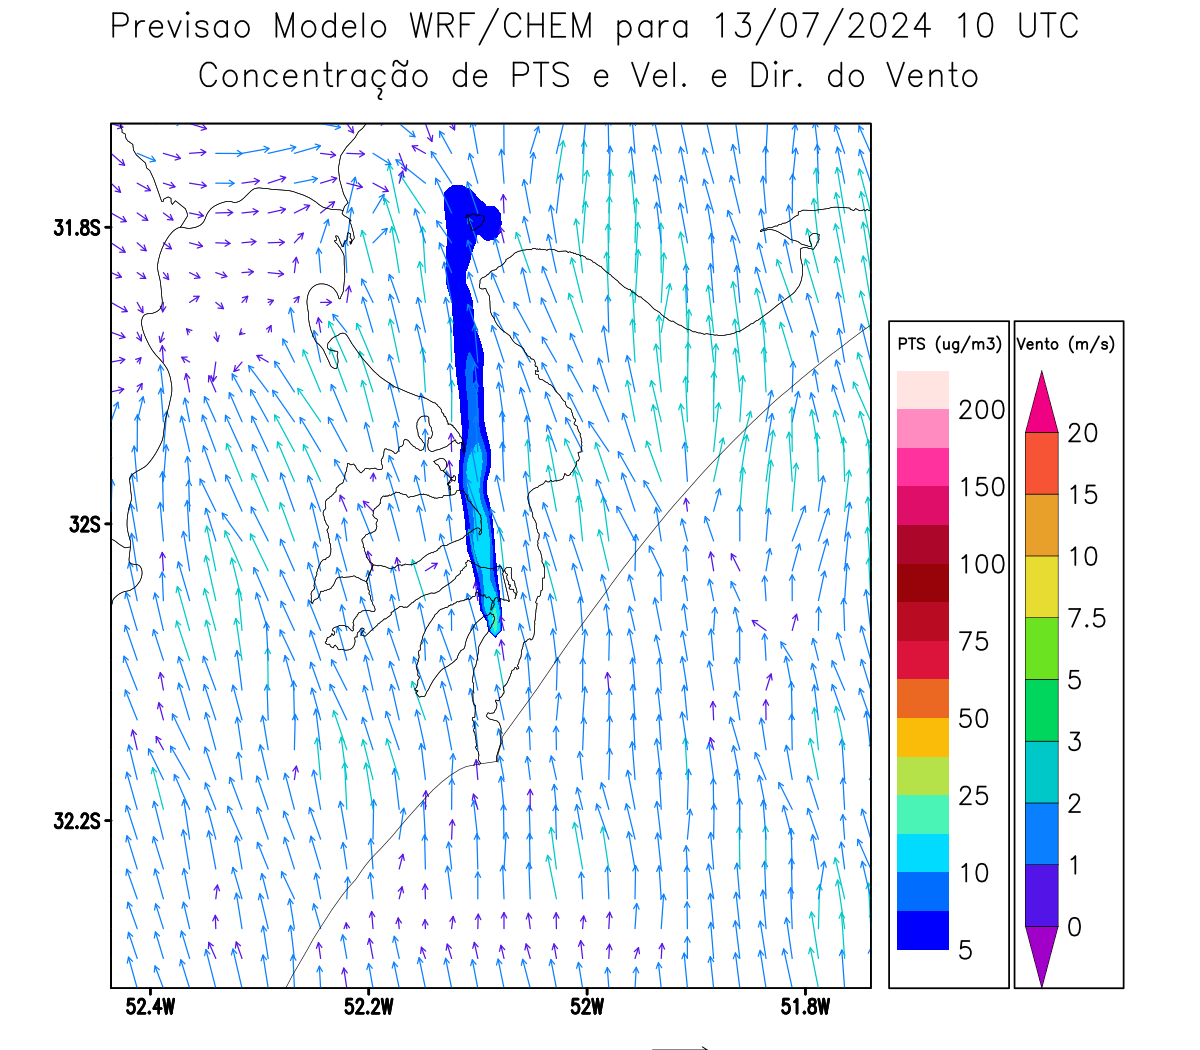 Previsao Modelo WRF/CHEM para 13/07/2024 10 UTC
Concentração de PTS e Vel. e Dir. do Vento
31.8S
32S
32.2S
52.4W
52.2W
52W
51.8W
PTS (ug/m3)
200
150
100
75
50
25
10
5
Vento (m/s)
20
15
10
7.5
5
3
2
1
0